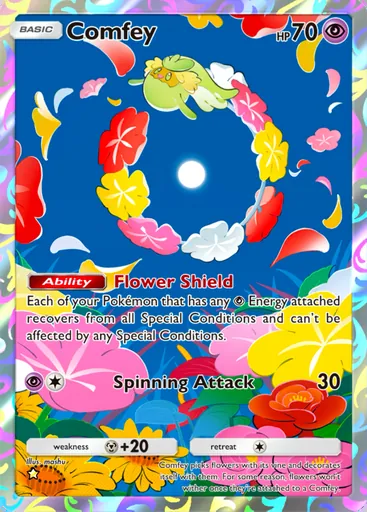 BASIC Comfey HP 70
Ability Flower Shield
Each of your Pokémon that has any Energy attached
recovers from all Special Conditions and can't be
affected by any Special Conditions.
Spinning Attack 30
weakness +20 retreat
Illus. mashu
Comfey picks flowers with its vine and decorates
itself with them. For some reason, flowers won't
wither once they're attached to a Comfey.